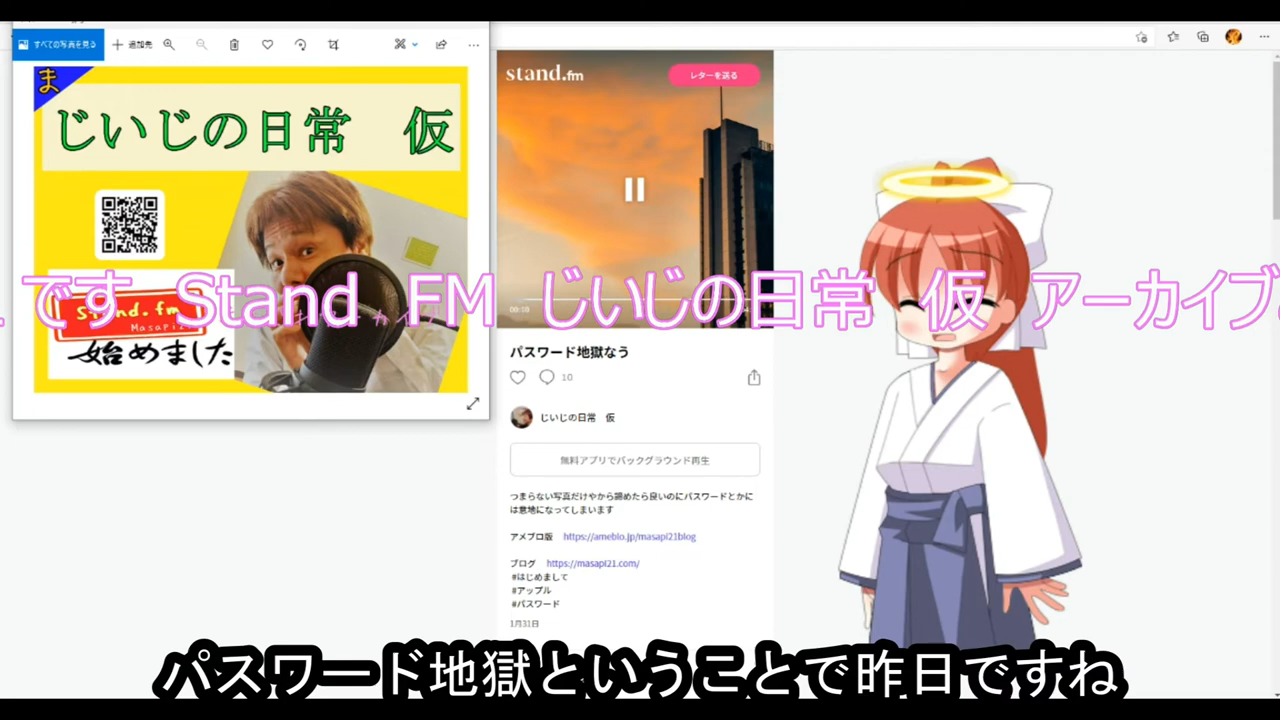 すべての写真を見る
追加先
ま
じいじの日常 仮
Stand.fm
Masapi21
始めました
stand.fm
レターを送る
です Stand FM じいじの日常 仮 アーカイブ
パスワード地獄なう
10
じいじの日常 仮
無料アプリでバックグラウンド再生
つまらない写真だけやから諦めたら良いのにパスワードとかに
は意地になってしまいます
アメブロ版 https://ameblo.jp/masapi21blog
ブログ https://masapi21.com/
#はじめまして
#アップル
#パスワード
1月31日
パスワード地獄ということで昨日ですね